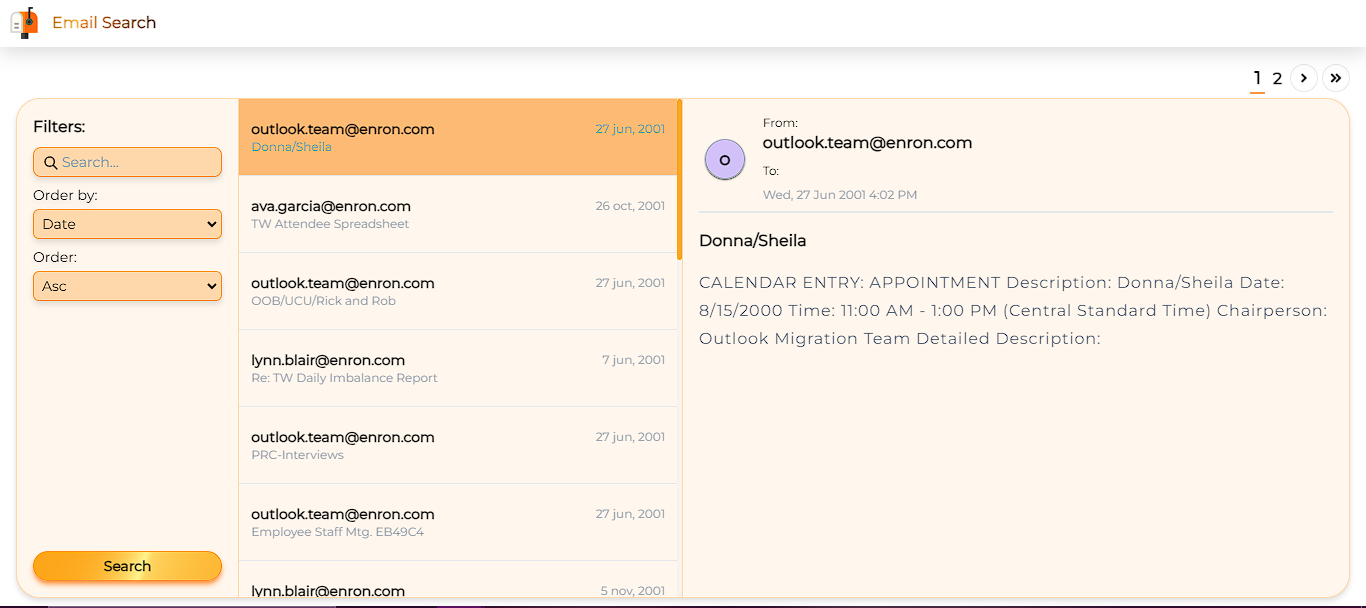 Email Search
1 2
Filters:
Search...
Order by:
Date
Order:
Asc
Search
outlook.team@enron.com 27 jun, 2001
Donna/Sheila
ava.garcia@enron.com 26 oct, 2001
TW Attendee Spreadsheet
outlook.team@enron.com 27 jun, 2001
OOB/UCU/Rick and Rob
lynn.blair@enron.com 7 jun, 2001
Re: TW Daily Imbalance Report
outlook.team@enron.com 27 jun, 2001
PRC-Interviews
outlook.team@enron.com 27 jun, 2001
Employee Staff Mtg. EB49C4
lynn.blair@enron.com 5 nov, 2001
O
From:
outlook.team@enron.com
To:
Wed, 27 Jun 2001 4:02 PM
Donna/Sheila
CALENDAR ENTRY: APPOINTMENT Description: Donna/Sheila Date:
8/15/2000 Time: 11:00 AM - 1:00 PM (Central Standard Time) Chairperson:
Outlook Migration Team Detailed Description: